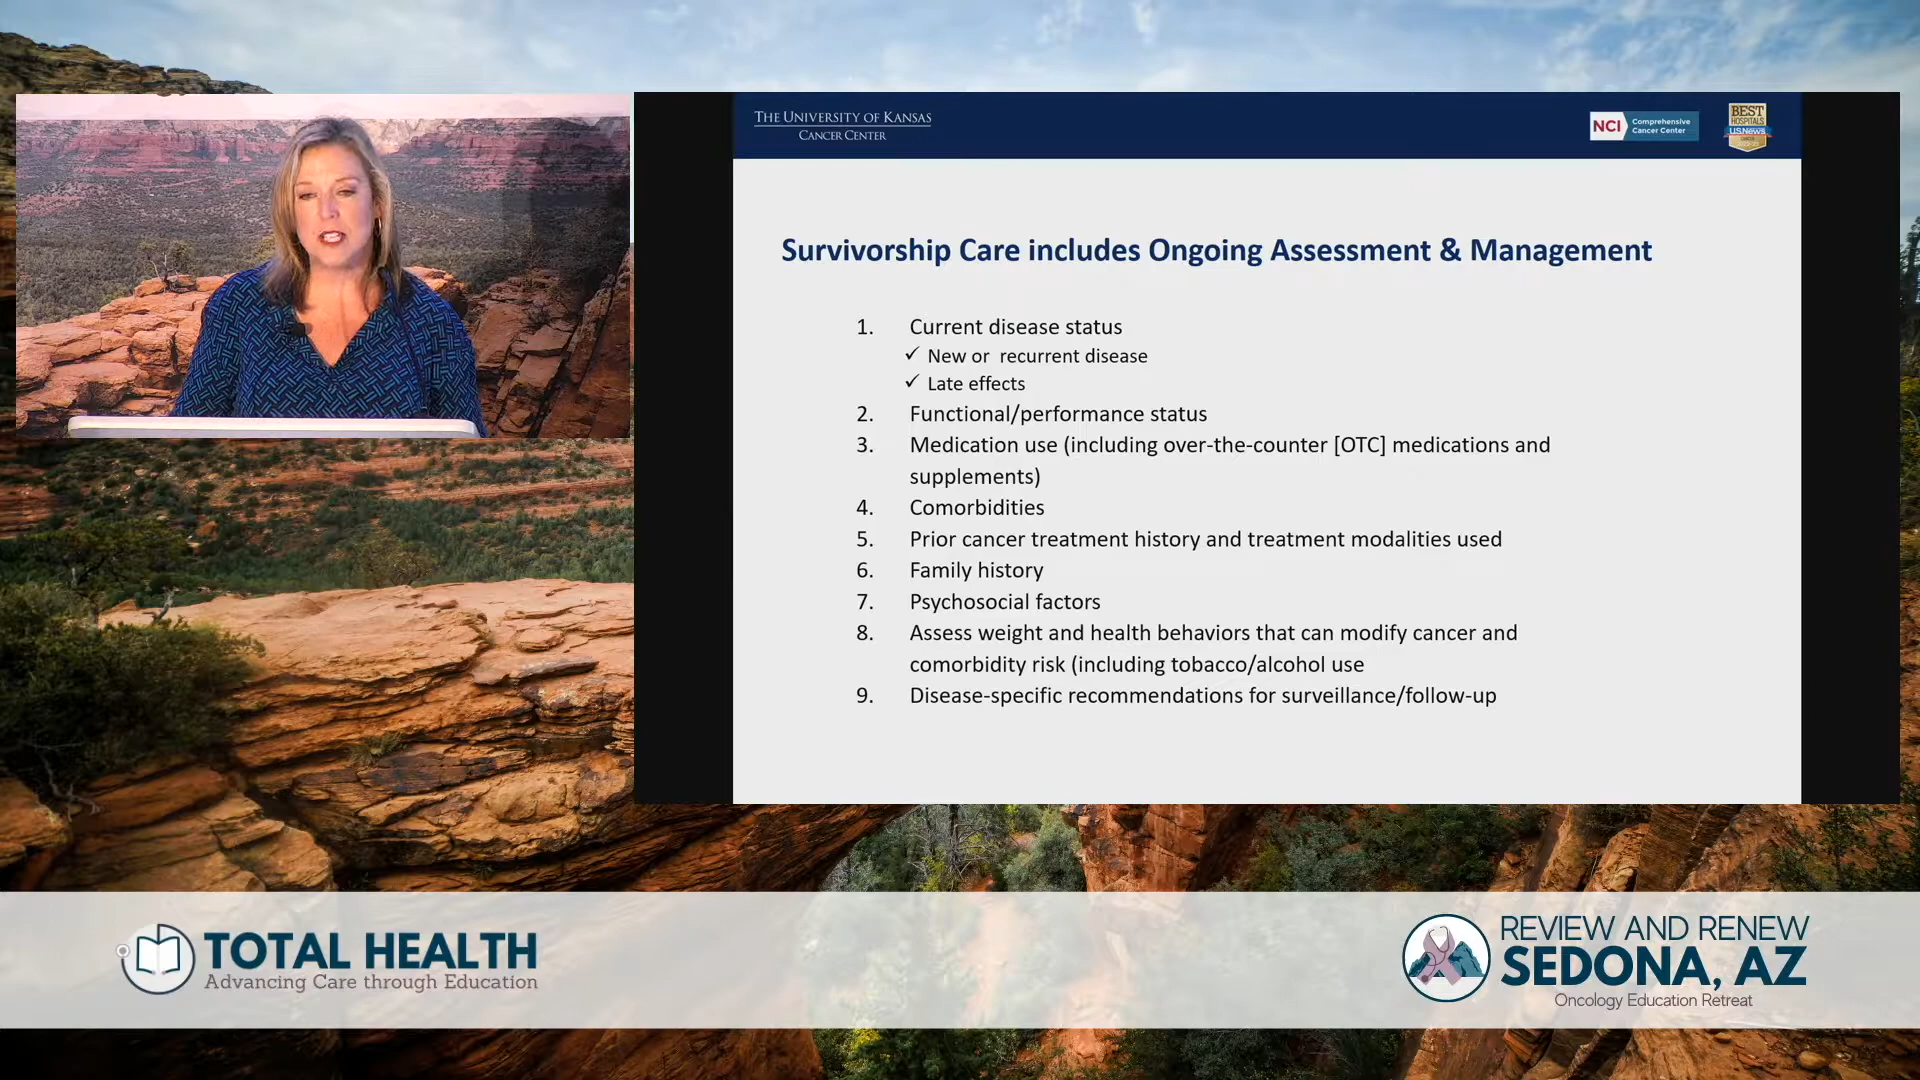 THE UNIVERSITY OF KANSAS
CANCER CENTER
NCI Comprehensive
Cancer Center
BEST
HOSPITALS
U.S.News
Survivorship Care includes Ongoing Assessment & Management
1. Current disease status
✓ New or recurrent disease
✓ Late effects
2. Functional/performance status
3. Medication use (including over-the-counter [OTC] medications and
supplements)
4. Comorbidities
5. Prior cancer treatment history and treatment modalities used
6. Family history
7. Psychosocial factors
8. Assess weight and health behaviors that can modify cancer and
comorbidity risk (including tobacco/alcohol use
9. Disease-specific recommendations for surveillance/follow-up
TOTAL HEALTH
Advancing Care through Education
REVIEW AND RENEW
SEDONA, AZ
Oncology Education Retreat